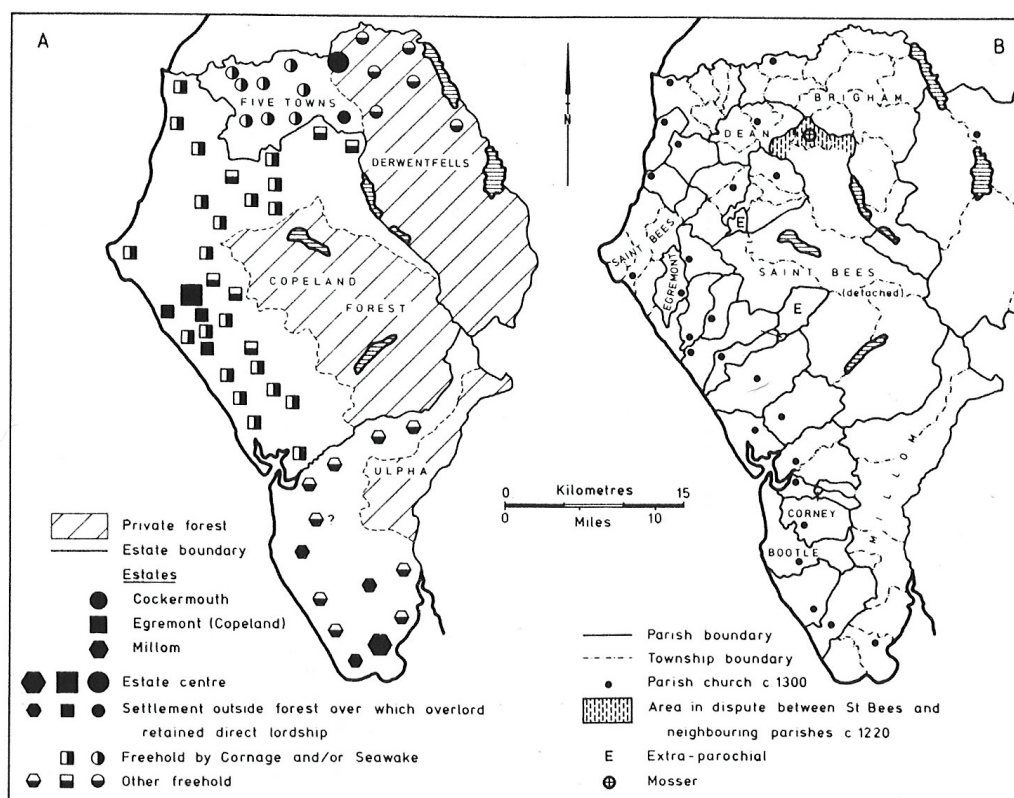 A
FIVE TOWNS
DERWENTFELLS
COPELAND
FOREST
ULPHA
?
Private forest
Estate boundary
Estates
Cockermouth
Egremont (Copeland)
Millom
Estate centre
Settlement outside forest over which overlord
retained direct lordship
Freehold by Cornage and/or Seawake
Other freehold
N
0 Kilometres 15
0 Miles 10
B
BRIGHAM
DEAN
E
SAINT BEES
EGREMONT
SAINT BEES
(detached)
E
MILLOM
CORNEY
BOOTLE
Parish boundary
Township boundary
Parish church c 1300
Area in dispute between St Bees and
neighbouring parishes c 1220
E Extra-parochial
Mosser